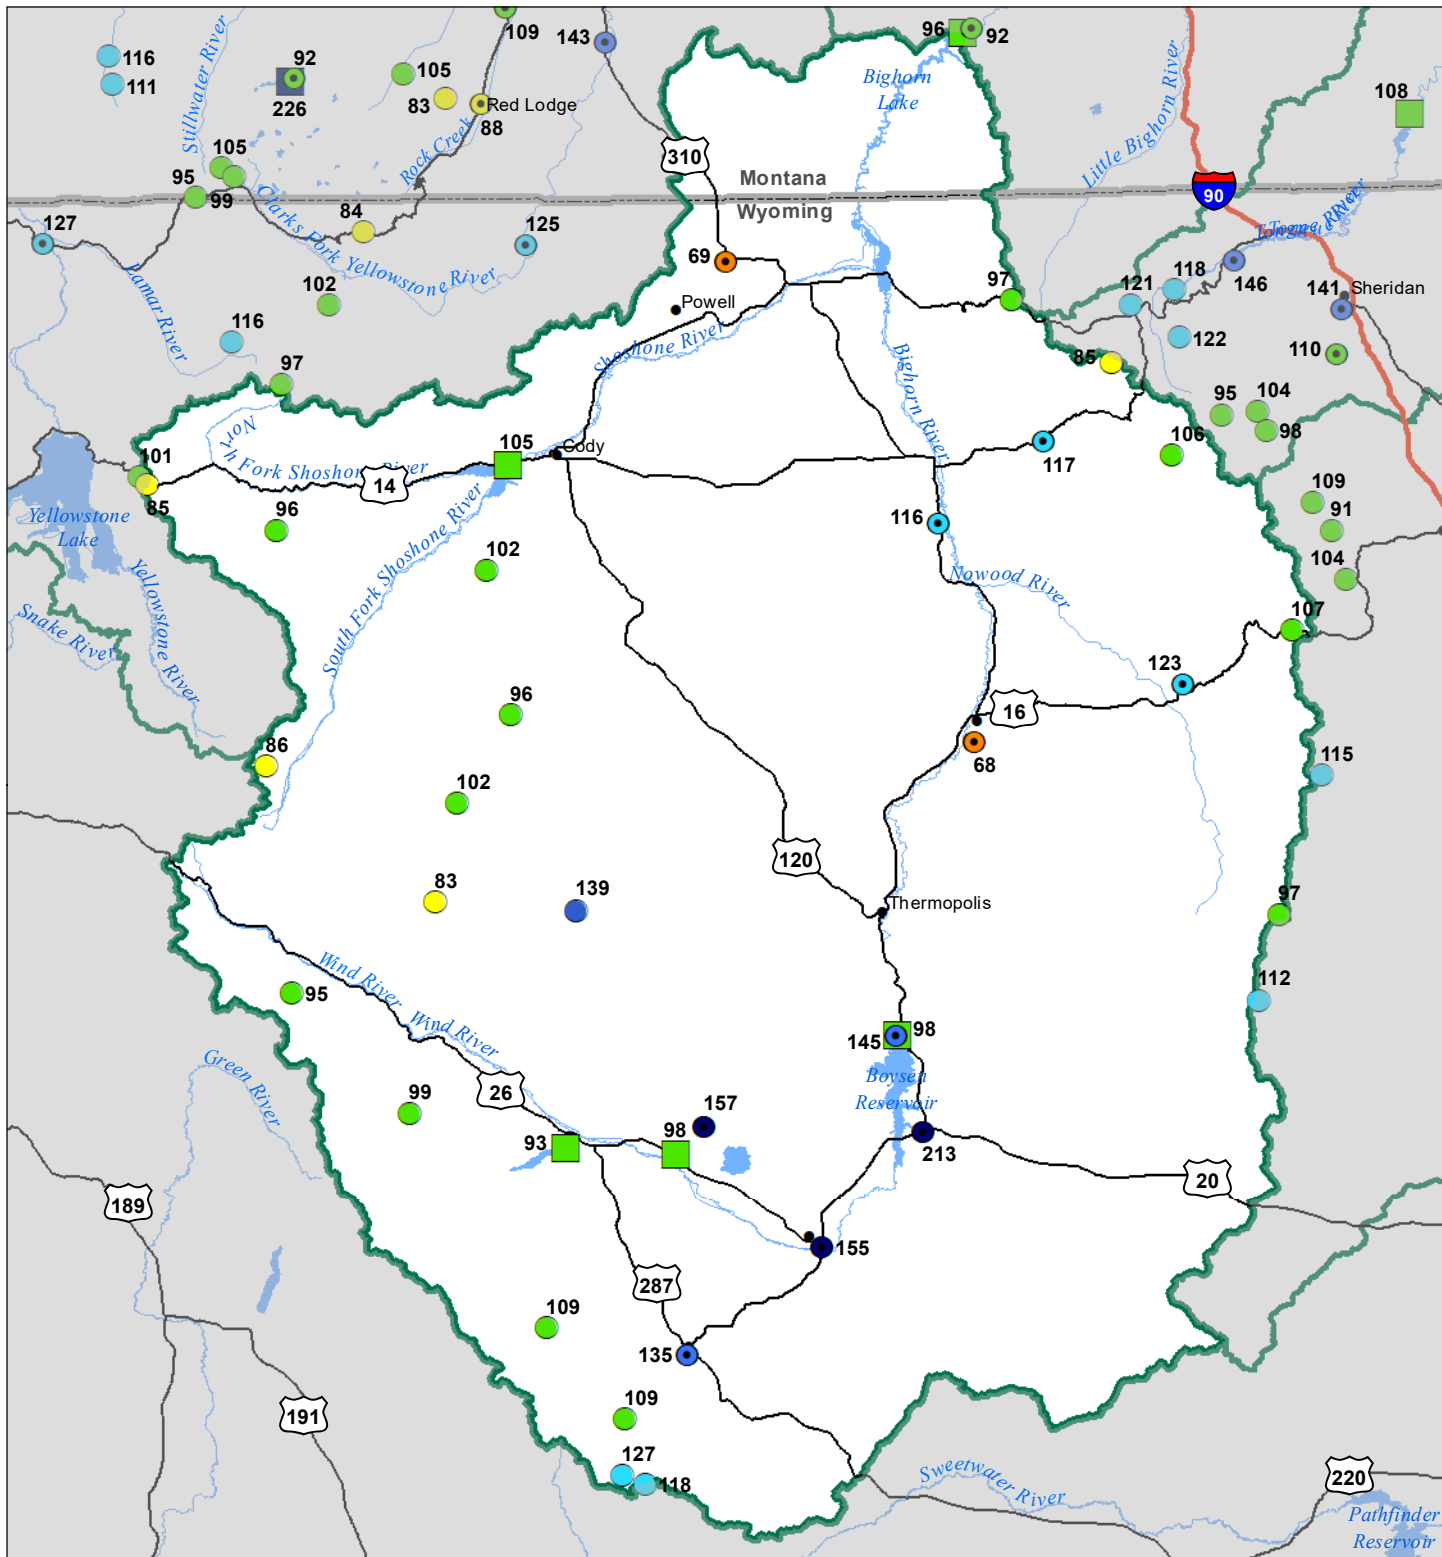 109
96
92
116
111
92
226
105
83
143
Red Lodge
88
Bighorn
Lake
108
Stillwater River
Rock Creek
Little Bighorn River
310
105
95
99
Montana
Wyoming
90
84
Clarks Fork Yellowstone River
127
125
Tongue River
146
118
121
69
97
141
Sheridan
102
Powell
Lamar River
116
Shoshone River
122
110
97
85
Bighorn River
95
104
98
North Fork Shoshone River
105
Cody
117
106
101
85
14
Yellowstone
Lake
96
South Fork Shoshone River
116
109
91
104
102
Nowood River
Yellowstone River
Snake River
107
123
96
16
68
86
115
102
120
83
139
Thermopolis
97
Wind River
95
112
Wind River
145
98
Green River
Boysen
Reservoir
26
99
157
93
98
213
20
189
155
287
109
135
191
109
127
118
Sweetwater River
220
Pathfinder
Reservoir